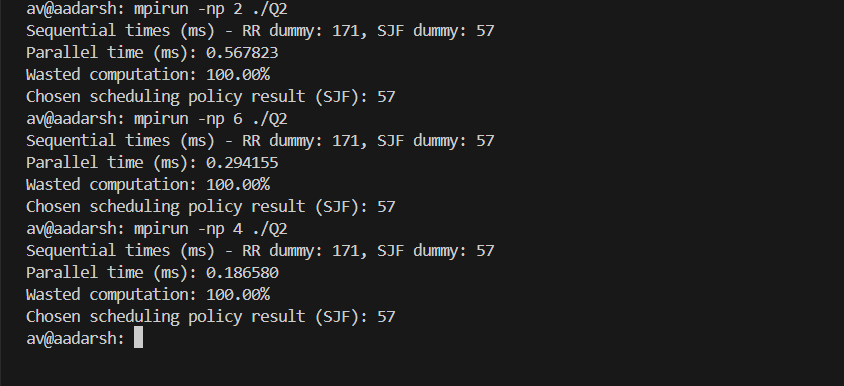 av@aadarsh: mpirun -np 2 ./Q2
Sequential times (ms) - RR dummy: 171, SJF dummy: 57
Parallel time (ms): 0.567823
Wasted computation: 100.00%
Chosen scheduling policy result (SJF): 57
av@aadarsh: mpirun -np 6 ./Q2
Sequential times (ms) - RR dummy: 171, SJF dummy: 57
Parallel time (ms): 0.294155
Wasted computation: 100.00%
Chosen scheduling policy result (SJF): 57
av@aadarsh: mpirun -np 4 ./Q2
Sequential times (ms) - RR dummy: 171, SJF dummy: 57
Parallel time (ms): 0.186580
Wasted computation: 100.00%
Chosen scheduling policy result (SJF): 57
av@aadarsh: